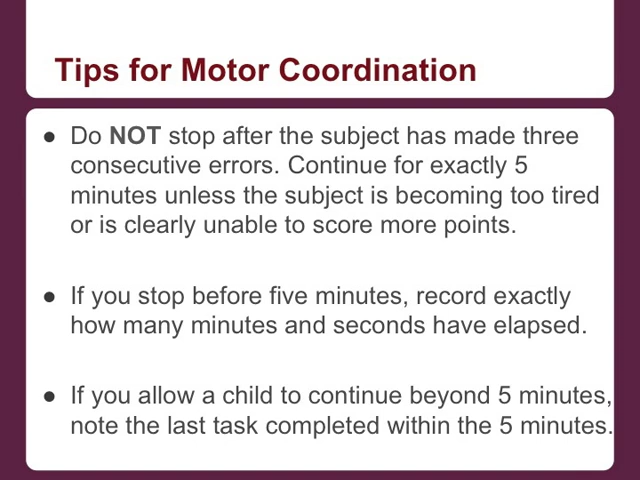 Tips for Motor Coordination
● Do NOT stop after the subject has made three
consecutive errors. Continue for exactly 5
minutes unless the subject is becoming too tired
or is clearly unable to score more points.
● If you stop before five minutes, record exactly
how many minutes and seconds have elapsed.
● If you allow a child to continue beyond 5 minutes,
note the last task completed within the 5 minutes.